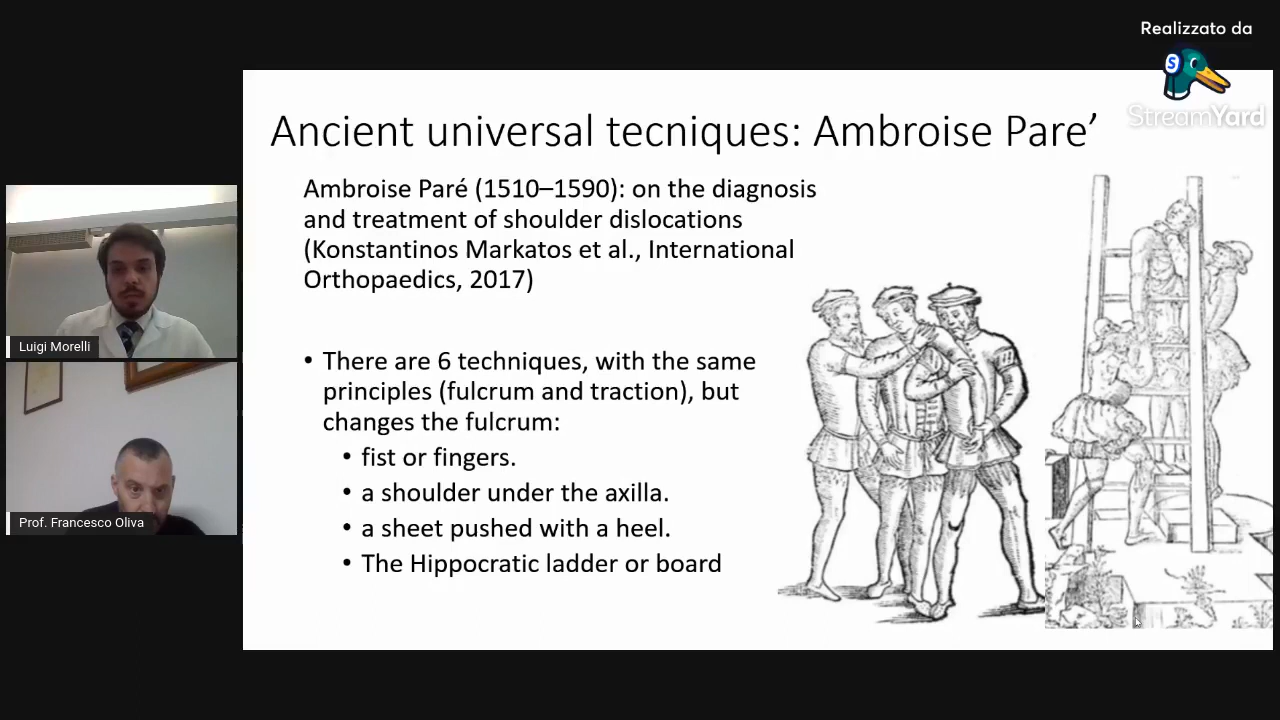 Realizzato da
S
StreamYard
Ancient universal tecniques: Ambroise Pare’
Ambroise Paré (1510–1590): on the diagnosis
and treatment of shoulder dislocations
(Konstantinos Markatos et al., International
Orthopaedics, 2017)
• There are 6 techniques, with the same
principles (fulcrum and traction), but
changes the fulcrum:
• fist or fingers.
• a shoulder under the axilla.
• a sheet pushed with a heel.
• The Hippocratic ladder or board
Luigi Morelli
Prof. Francesco Oliva